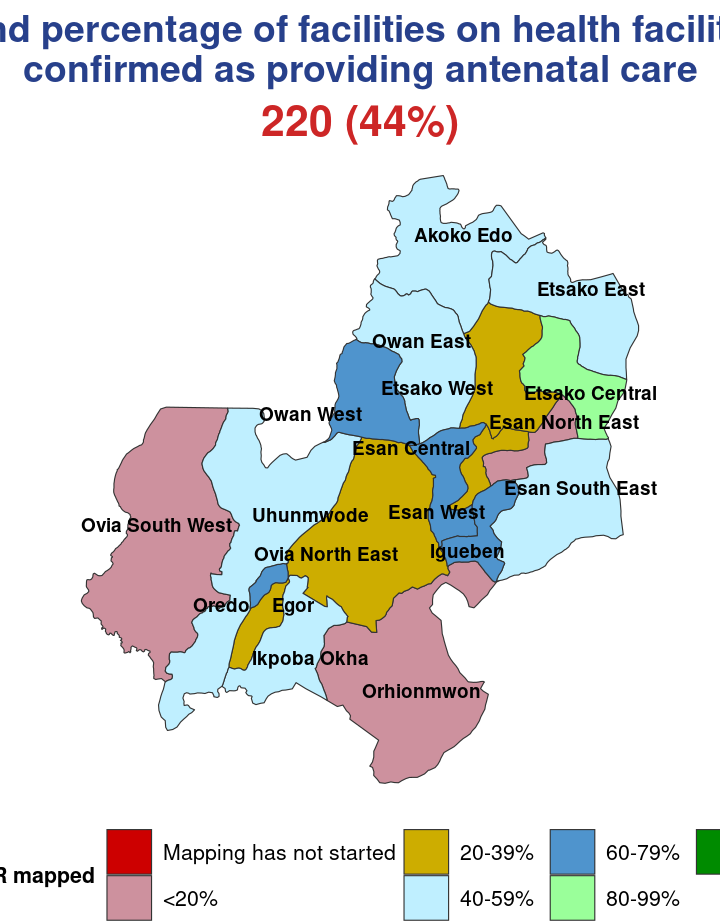 percentage of facilities on health
confirmed as providing antenatal care
220 (44%)
Akoko Edo
Etsako East
Owan East
Etsako West
Etsako Central
Owan West
Esan North East
Esan Central
Esan South East
Uhunmwode
Esan West
Ovia South West
Ovia North East
Igueben
Oredo
Egor
Ikpoba Okha
Orhionmwon
mapped
Mapping has not started
20-39%
60-79%
<20%
40-59%
80-99%